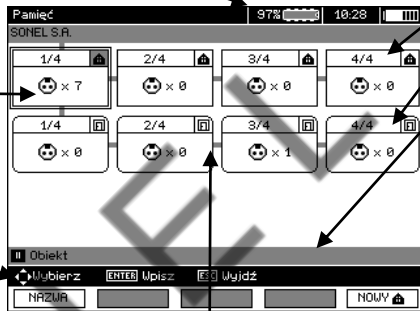 Pamięć 97% 10:28
SONEL S.A.
1/4 2/4 3/4 4/4
× 7 × 0 × 0 × 0
1/4 2/4 3/4 4/4
× 0 × 0 × 1 × 0
Obiekt
Wybierz ENTER Wpisz ESC Wyjdź
NAZWA NOWY